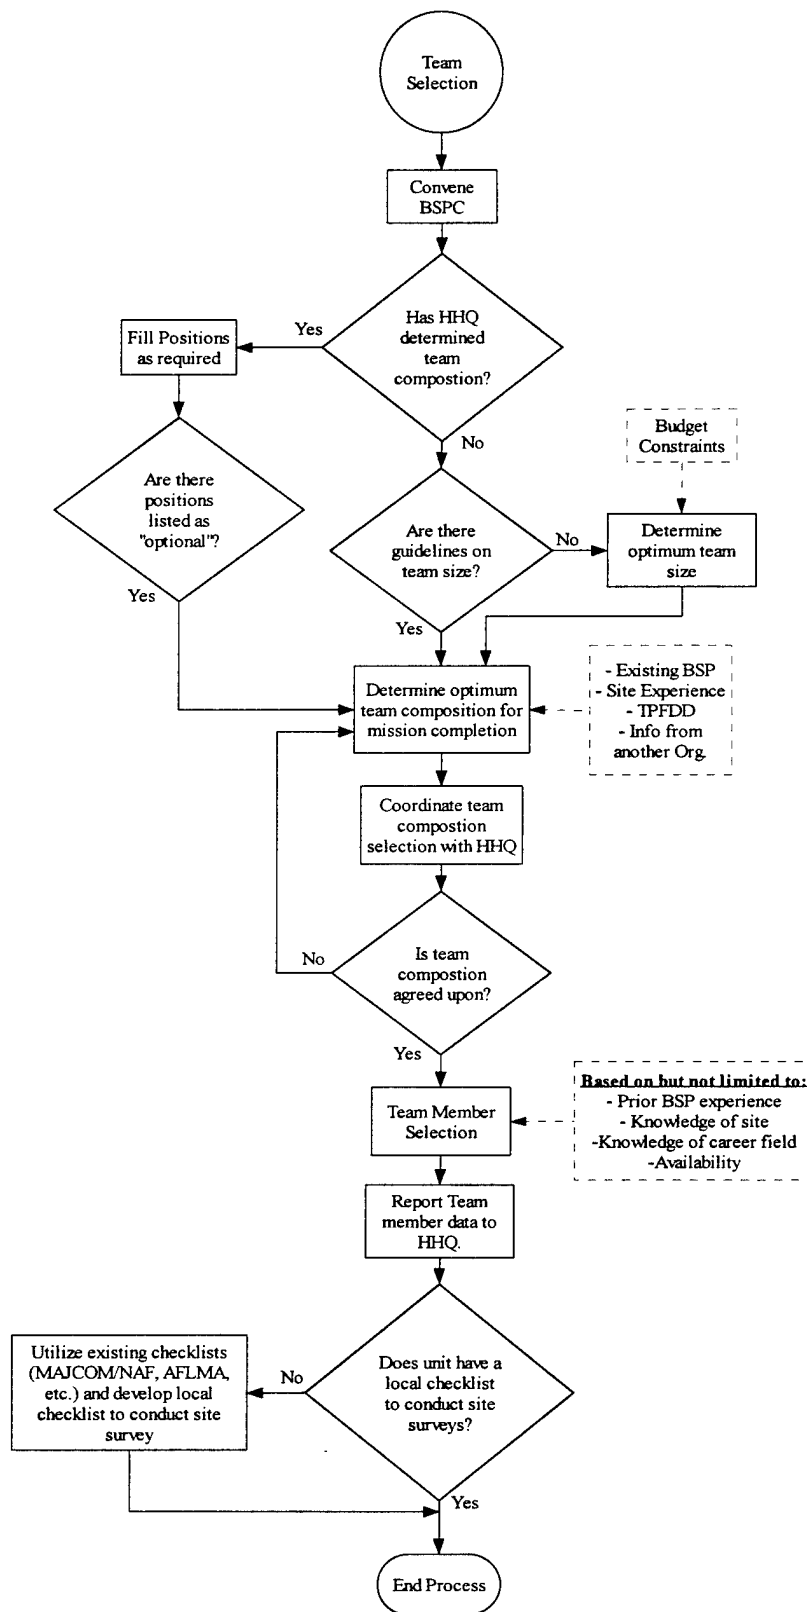 Team
Selection
Convene
BSPC
Has HHQ
determined
team
compostion?
Yes
Fill Positions
as required
No
Budget
Constraints
Are there
positions
listed as
"optional"?
Are there
guidelines on
team size?
No
Determine
optimum team
size
Yes
Yes
Determine optimum
team composition for
mission completion
- Existing BSP
- Site Experience
- TPFDD
- Info from
another Org.
Coordinate team
compostion
selection with HHQ
No
Is team
compostion
agreed upon?
Yes
Team Member
Selection
Based on but not limited to:
- Prior BSP experience
- Knowledge of site
-Knowledge of career field
-Availability
Report Team
member data to
HHQ.
Utilize existing checklists
(MAJCOM/NAF, AFLMA,
etc.) and develop local
checklist to conduct site
survey
No
Does unit have a
local checklist
to conduct site
surveys?
Yes
End Process